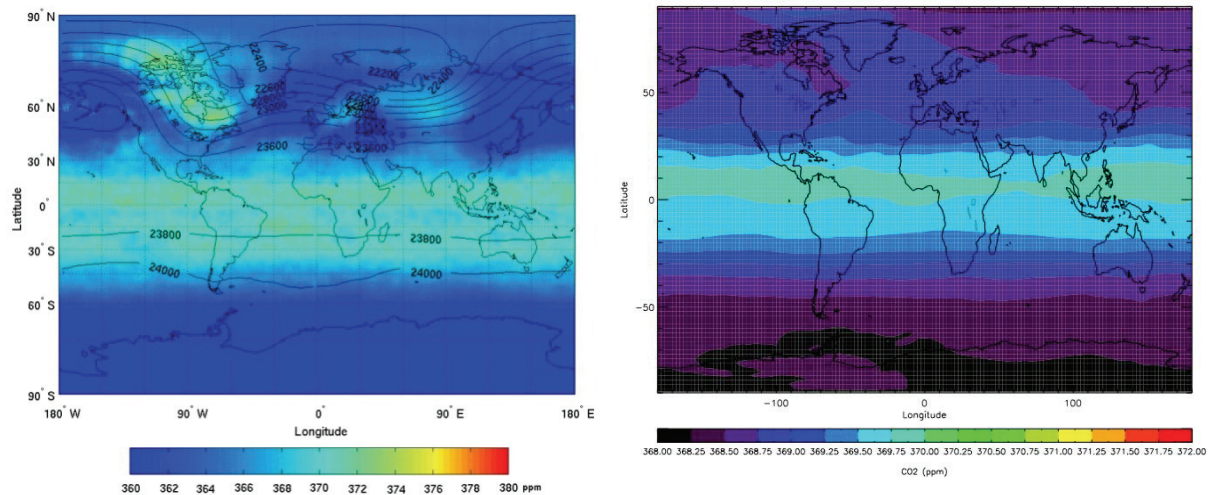 90° N
60° N
30° N
0°
30° S
60° S
90° S
Latitude
22400
22200
22400
23600
23600
23800
23800
24000
24000
180° W
90° W
0°
90° E
180° E
Longitude
360 362 364 366 368 370 372 374 376 378 380 ppm
50
0
−50
Latitude
−100 0 100
Longitude
368.00 368.25 368.50 368.75 369.00 369.25 369.50 369.75 370.00 370.25 370.50 370.75 371.00 371.25 371.50 371.75 372.00
CO2 (ppm)